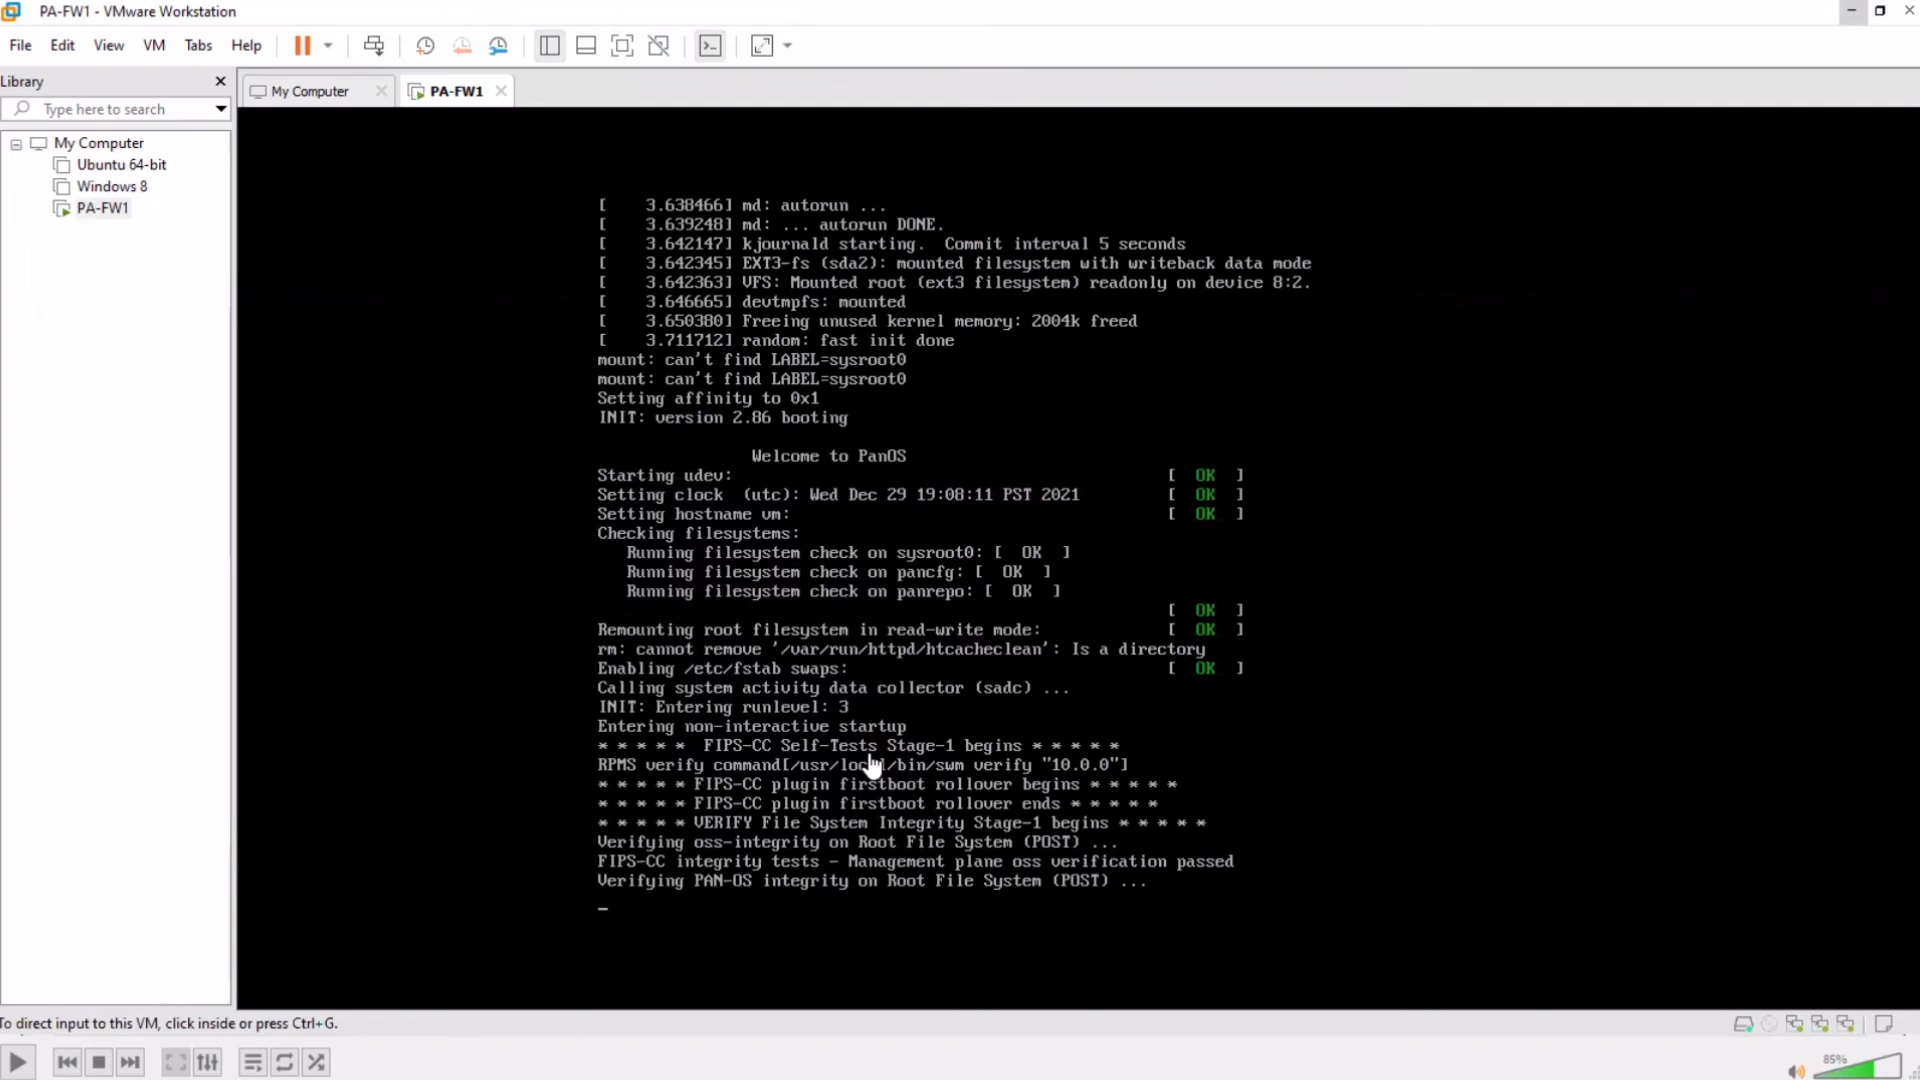 PA-FW1 - VMware Workstation
File Edit View VM Tabs Help
Library
Type here to search
My Computer
Ubuntu 64-bit
Windows 8
PA-FW1
My Computer
PA-FW1
[    3.638466] md: autorun ...
[    3.639248] md: ... autorun DONE.
[    3.642147] kjournald starting.  Commit interval 5 seconds
[    3.642345] EXT3-fs (sda2): mounted filesystem with writeback data mode
[    3.642363] VFS: Mounted root (ext3 filesystem) readonly on device 8:2.
[    3.646665] devtmpfs: mounted
[    3.650380] Freeing unused kernel memory: 2004k freed
[    3.711712] random: fast init done
mount: can't find LABEL=sysroot0
mount: can't find LABEL=sysroot0
Setting affinity to 0x1
INIT: version 2.86 booting
Welcome to PanOS
Starting udev: [  OK  ]
Setting clock  (utc): Wed Dec 29 19:08:11 PST 2021 [  OK  ]
Setting hostname vm: [  OK  ]
Checking filesystems:
Running filesystem check on sysroot0: [  OK  ]
Running filesystem check on pancfg: [  OK  ]
Running filesystem check on panrepo: [  OK  ]
[  OK  ]
Remounting root filesystem in read-write mode: [  OK  ]
rm: cannot remove '/var/run/httpd/htcacheclean': Is a directory
Enabling /etc/fstab swaps: [  OK  ]
Calling system activity data collector (sadc) ...
INIT: Entering runlevel: 3
Entering non-interactive startup
* * * * *  FIPS-CC Self-Tests Stage-1 begins * * * * *
RPMS verify command[/usr/local/bin/swm verify "10.0.0"]
* * * * * FIPS-CC plugin firstboot rollover begins * * * * *
* * * * * FIPS-CC plugin firstboot rollover ends * * * * *
* * * * * VERIFY File System Integrity Stage-1 begins * * * * *
Verifying oss-integrity on Root File System (POST) ...
FIPS-CC integrity tests - Management plane oss verification passed
Verifying PAN-OS integrity on Root File System (POST) ...
_
To direct input to this VM, click inside or press Ctrl+G.
85%